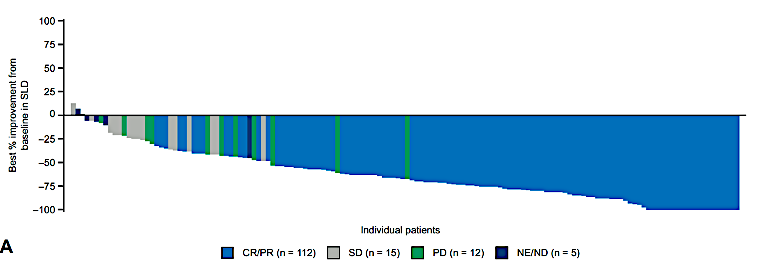 Best % improvement from
baseline in SLD
100
75
50
25
0
−25
−50
−75
−100
Individual patients
A
CR/PR (n = 112) SD (n = 15) PD (n = 12) NE/ND (n = 5)